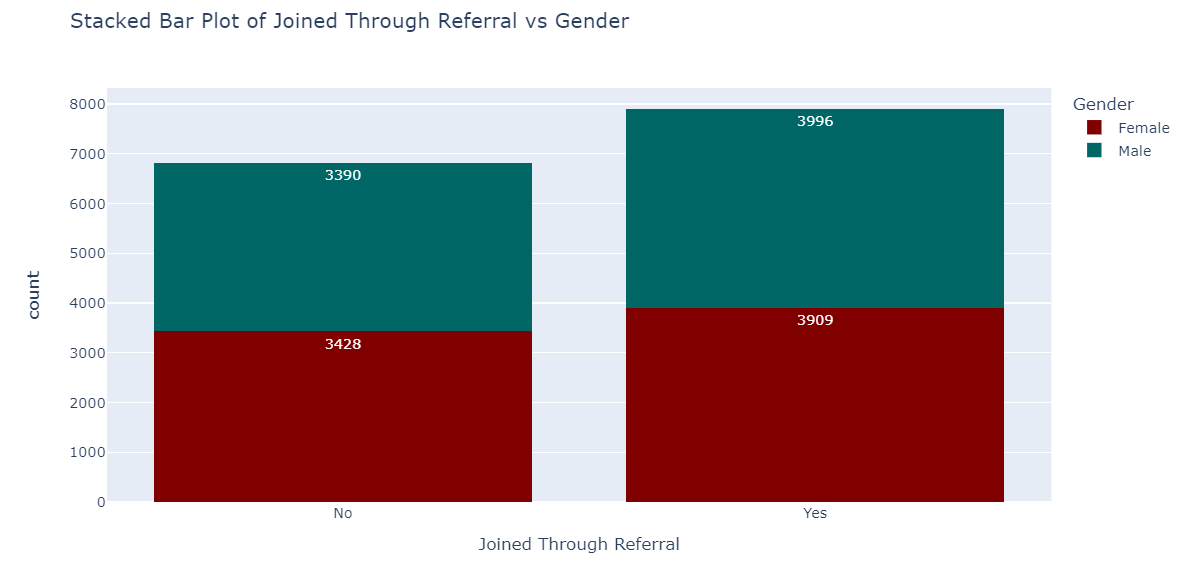 Stacked Bar Plot of Joined Through Referral vs Gender
Gender
Female
Male
count
8000
7000
6000
5000
4000
3000
2000
1000
0
3390
3428
3996
3909
No
Yes
Joined Through Referral